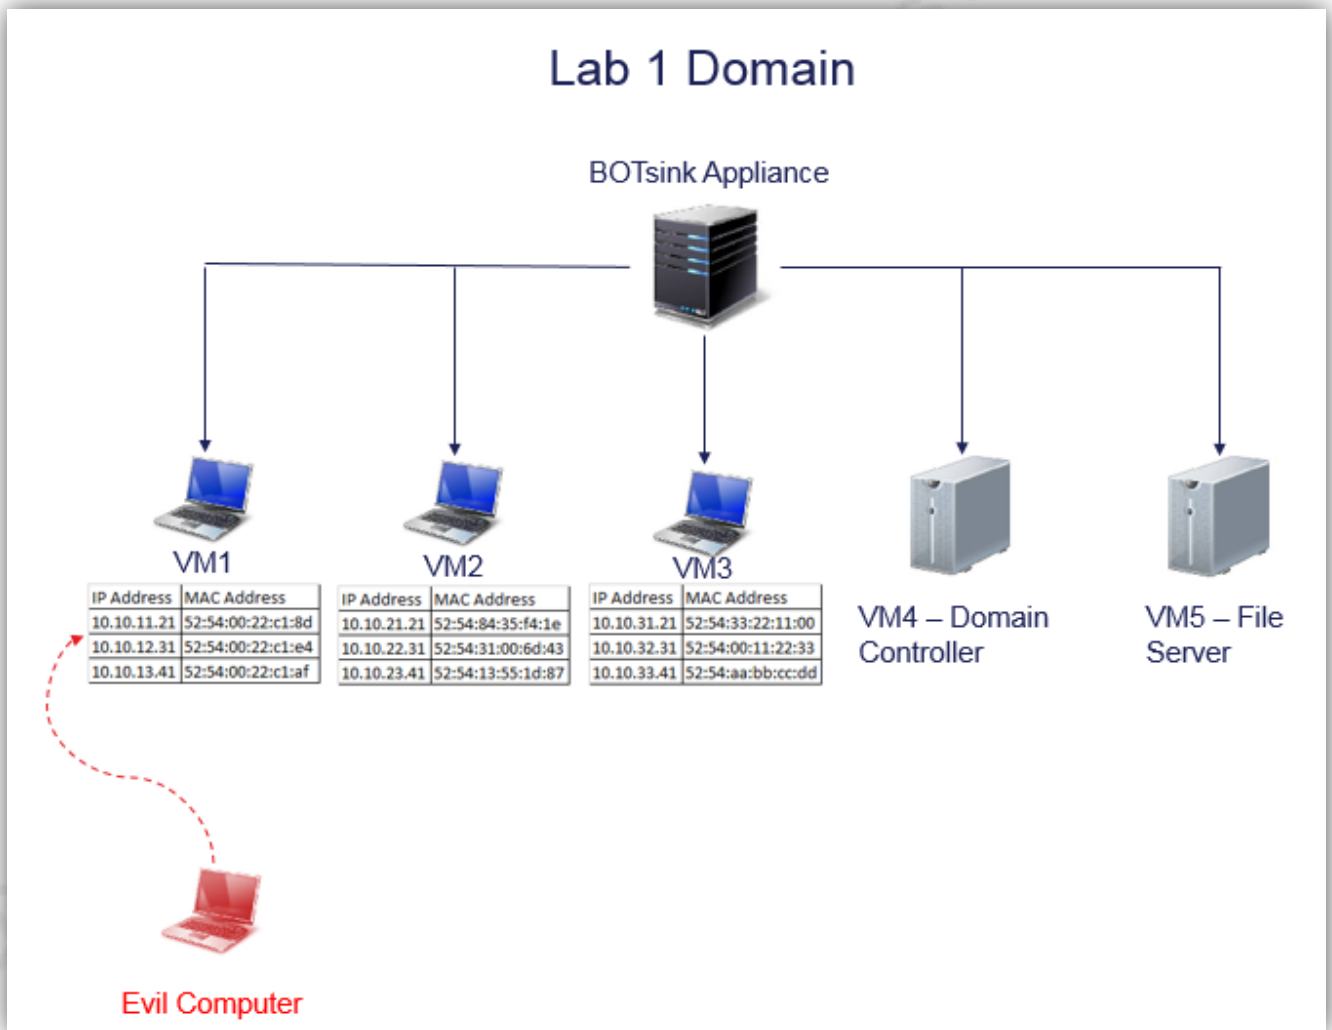 Lab 1 Domain
BOTsink Appliance
VM1
IP Address MAC Address
10.10.11.21 52:54:00:22:c1:8d
10.10.12.31 52:54:00:22:c1:e4
10.10.13.41 52:54:00:22:c1:af
VM2
IP Address MAC Address
10.10.21.21 52:54:84:35:f4:1e
10.10.22.31 52:54:31:00:6d:43
10.10.23.41 52:54:13:55:1d:87
VM3
IP Address MAC Address
10.10.31.21 52:54:33:22:11:00
10.10.32.31 52:54:00:11:22:33
10.10.33.41 52:54:aa:bb:cc:dd
VM4 – Domain
Controller
VM5 – File
Server
Evil Computer